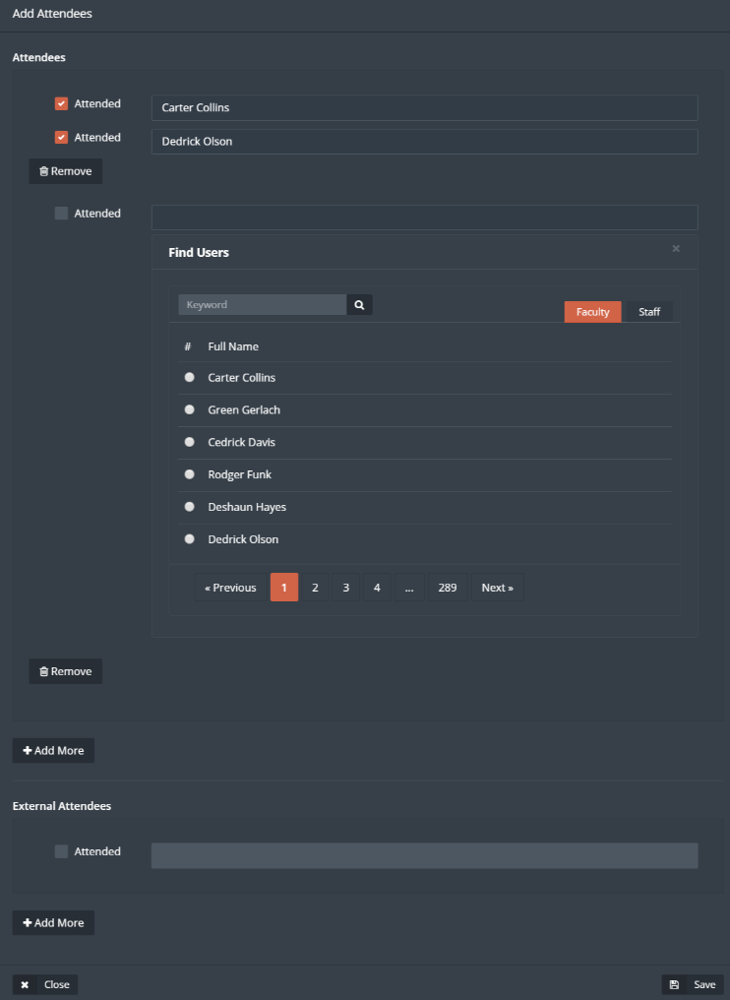 Add Attendees
Attendees
Attended
Carter Collins
Attended
Dedrick Olson
Remove
Attended
Find Users
×
Keyword
Faculty
Staff
# Full Name
Carter Collins
Green Gerlach
Cedrick Davis
Rodger Funk
Deshaun Hayes
Dedrick Olson
« Previous 1 2 3 4 ... 289 Next »
Remove
Add More
External Attendees
Attended
Add More
Close
Save